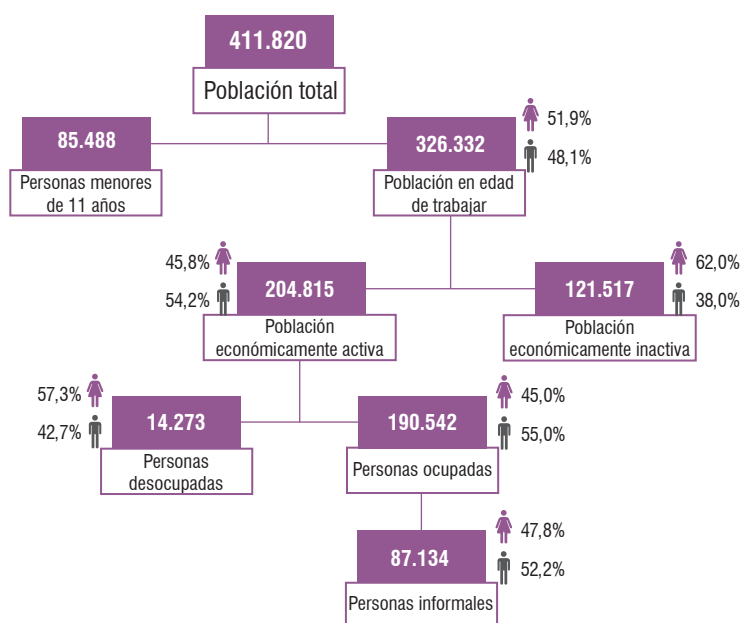 411.820
Población total
85.488
Personas menores
de 11 años
326.332
Población en edad
de trabajar
51,9%
48,1%
45,8%
54,2%
204.815
Población
económicamente activa
121.517
Población
económicamente inactiva
62,0%
38,0%
57,3%
42,7%
14.273
Personas
desocupadas
190.542
Personas ocupadas
45,0%
55,0%
87.134
Personas informales
47,8%
52,2%